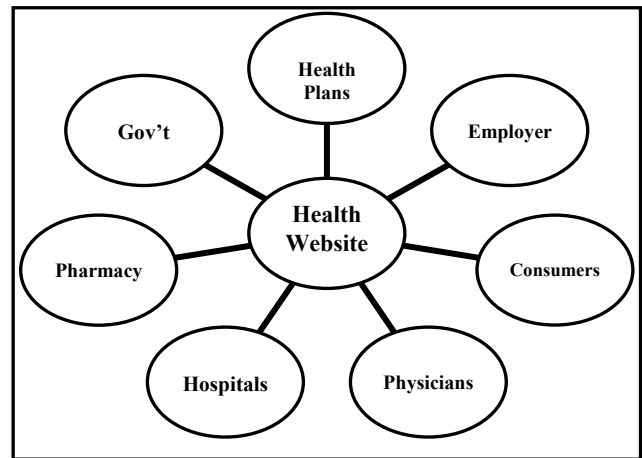 Health
Plans
Gov't
Employer
Health
Website
Pharmacy
Consumers
Hospitals
Physicians